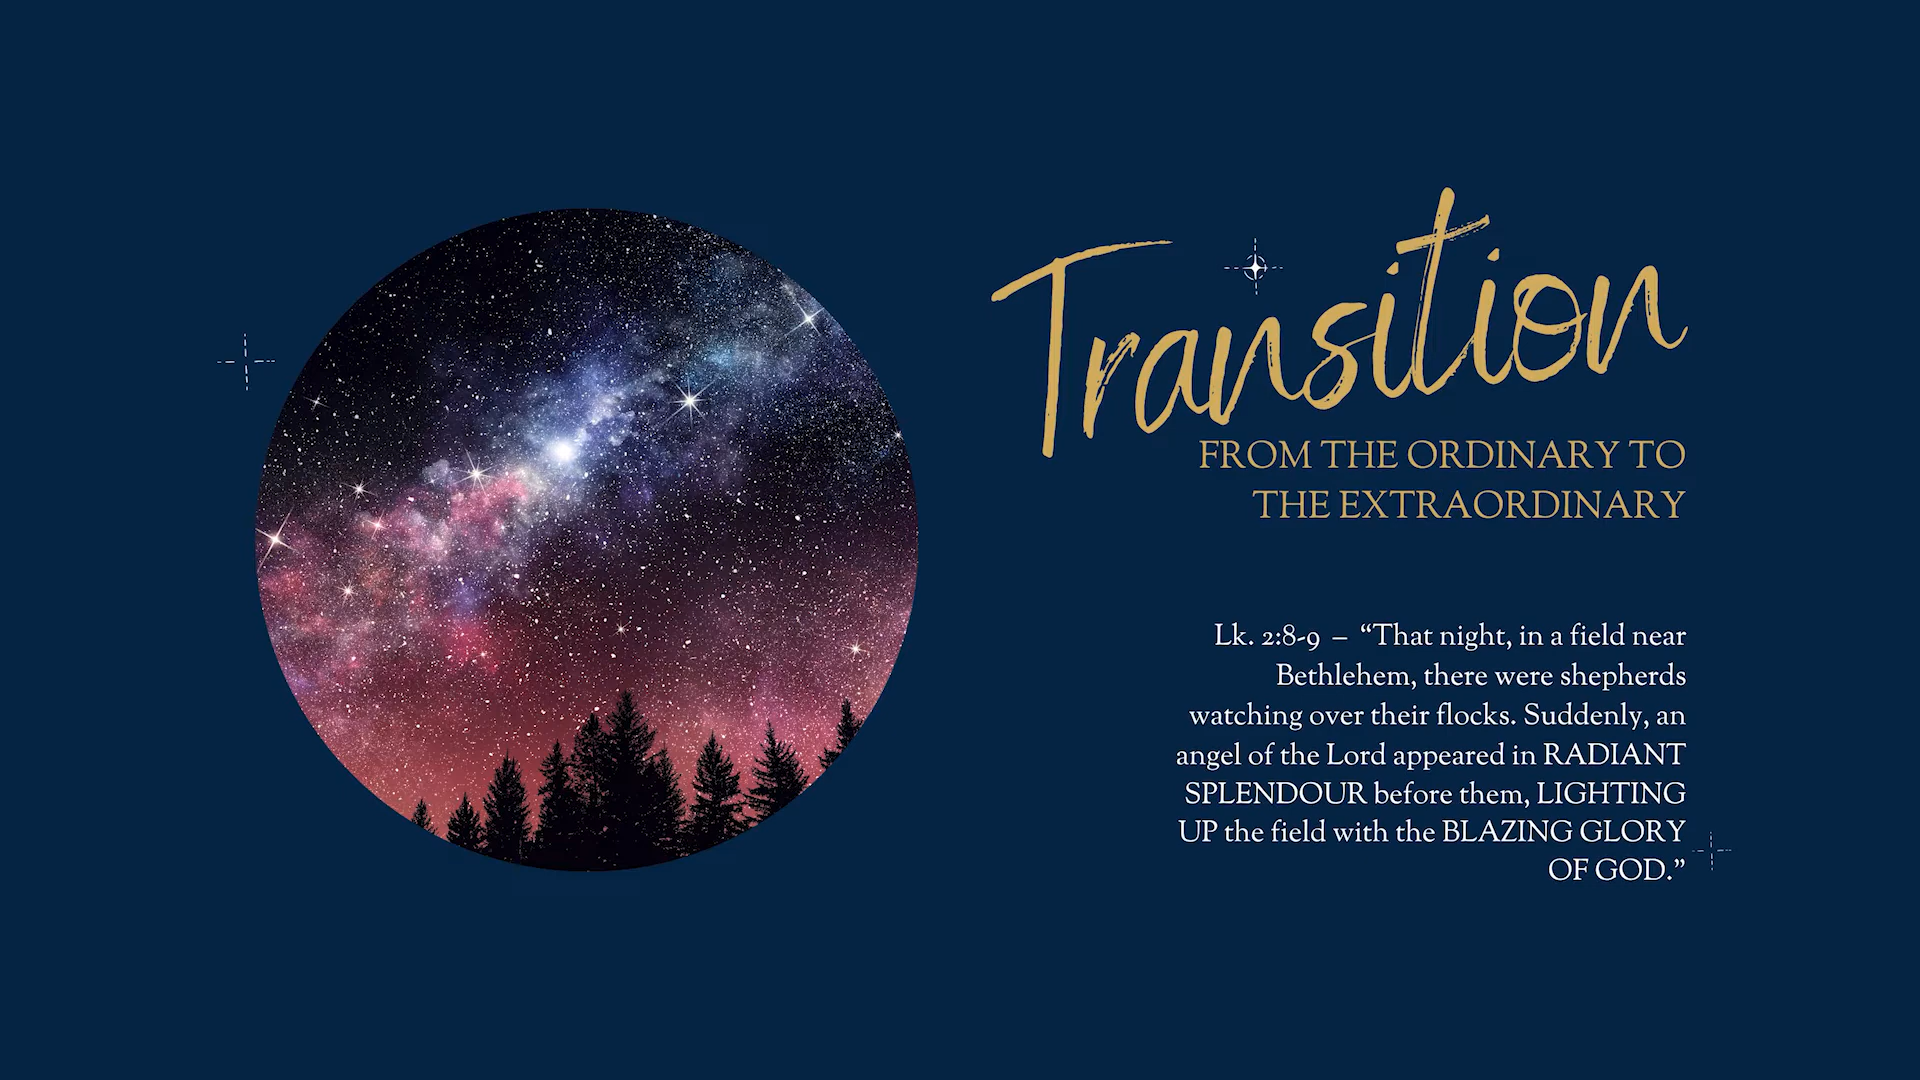 Transition
FROM THE ORDINARY TO
THE EXTRAORDINARY
Lk. 2:8-9 – “That night, in a field near
Bethlehem, there were shepherds
watching over their flocks. Suddenly, an
angel of the Lord appeared in RADIANT
SPLENDOUR before them, LIGHTING
UP the field with the BLAZING GLORY
OF GOD.”